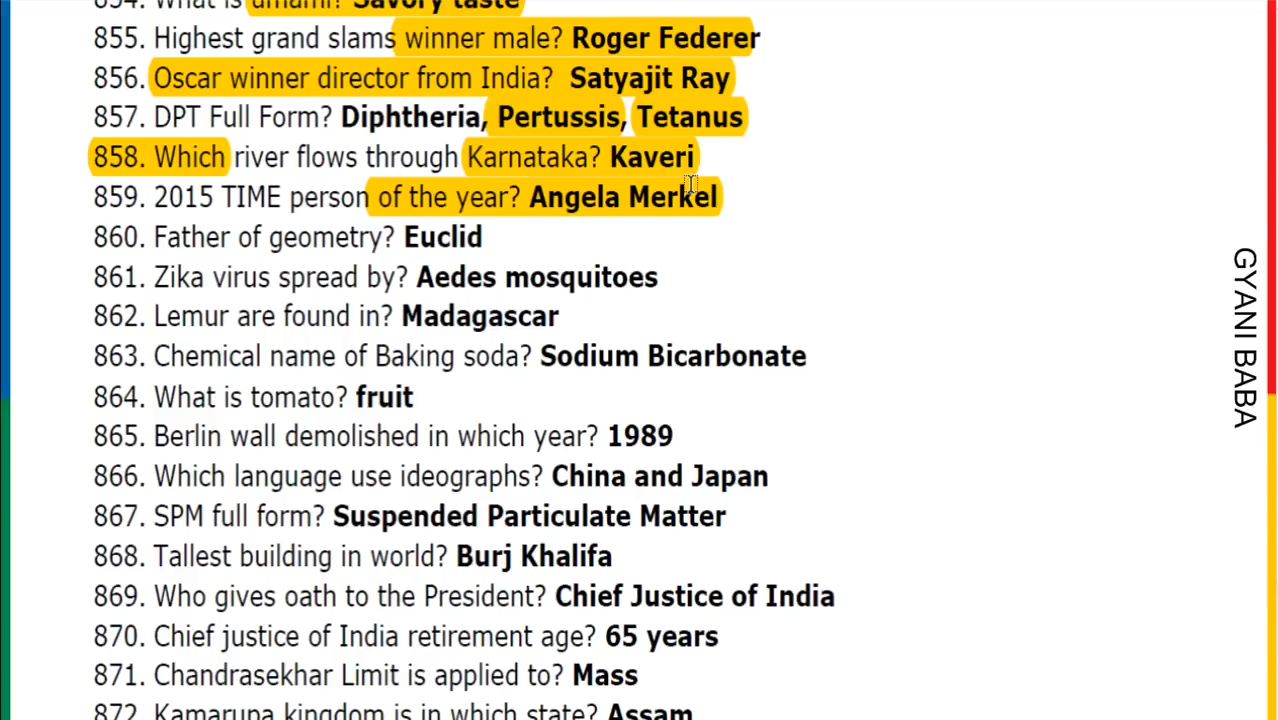 854. What is umami? Savory taste
855. Highest grand slams winner male? Roger Federer
856. Oscar winner director from India? Satyajit Ray
857. DPT Full Form? Diphtheria, Pertussis, Tetanus
858. Which river flows through Karnataka? Kaveri
859. 2015 TIME person of the year? Angela Merkel
860. Father of geometry? Euclid
861. Zika virus spread by? Aedes mosquitoes
862. Lemur are found in? Madagascar
863. Chemical name of Baking soda? Sodium Bicarbonate
864. What is tomato? fruit
865. Berlin wall demolished in which year? 1989
866. Which language use ideographs? China and Japan
867. SPM full form? Suspended Particulate Matter
868. Tallest building in world? Burj Khalifa
869. Who gives oath to the President? Chief Justice of India
870. Chief justice of India retirement age? 65 years
871. Chandrasekhar Limit is applied to? Mass
872. Kamarupa kingdom is in which state? Assam
GYANI BABA